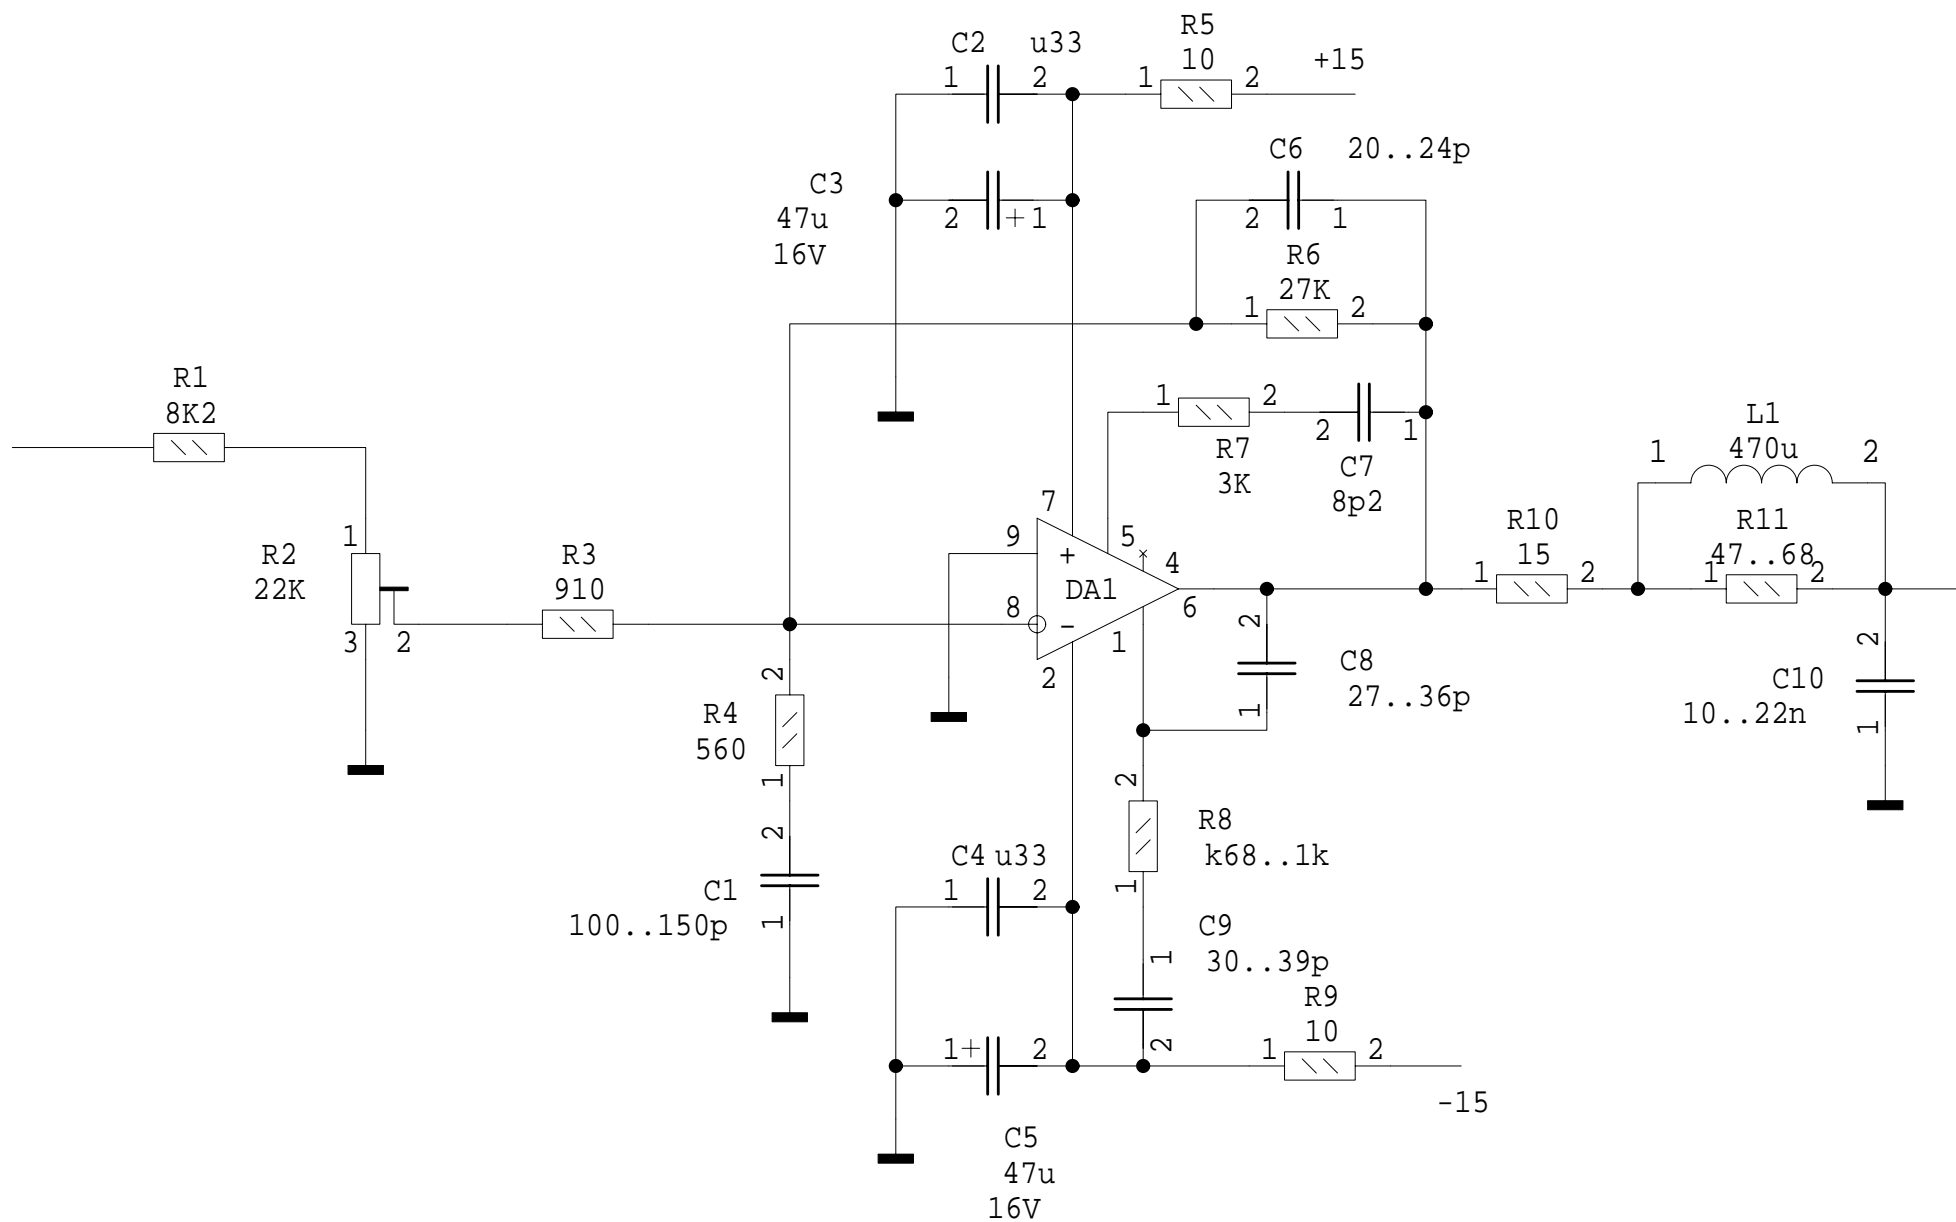 R5
C2 u33
10
+15
1 2
1 2
C6 20..24p
C3
47u
16V
2 +1
2 1
R6
27K
1 2
R1
8K2
1 2
R7
3K
2 1
C7
8p2
L1
470u
1 2
7
9
+
5
4
DA1
8
-
6
1
2
R2
22K
1
3 2
R3
910
R10
15
1 2
R11
47..68
1 2
2
R4
560
1
2
C8
27..36p
1
2
C10
10..22n
1
2
R8
k68..1k
1
2
C1
100..150p
1
C4 u33
1 2
C9
30..39p
1
2
R9
10
1 2
1+ 2
-15
C5
47u
16V